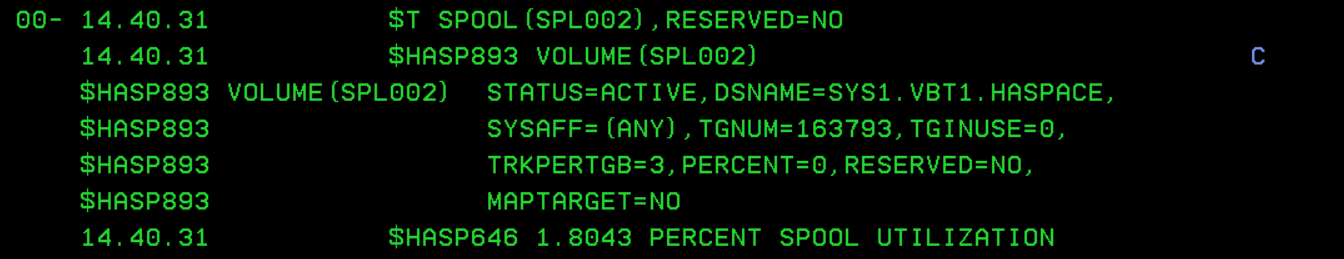 00- 14.40.31           $T SPOOL(SPL002),RESERVED=NO
    14.40.31           $HASP893 VOLUME(SPL002)                              C
    $HASP893 VOLUME(SPL002)  STATUS=ACTIVE,DSNAME=SYS1.VBT1.HASPACE,
    $HASP893                 SYSAFF=(ANY),TGNUM=163793,TGINUSE=0,
    $HASP893                 TRKPERTGB=3,PERCENT=0,RESERVED=NO,
    $HASP893                 MAPTARGET=NO
    14.40.31           $HASP646 1.8043 PERCENT SPOOL UTILIZATION